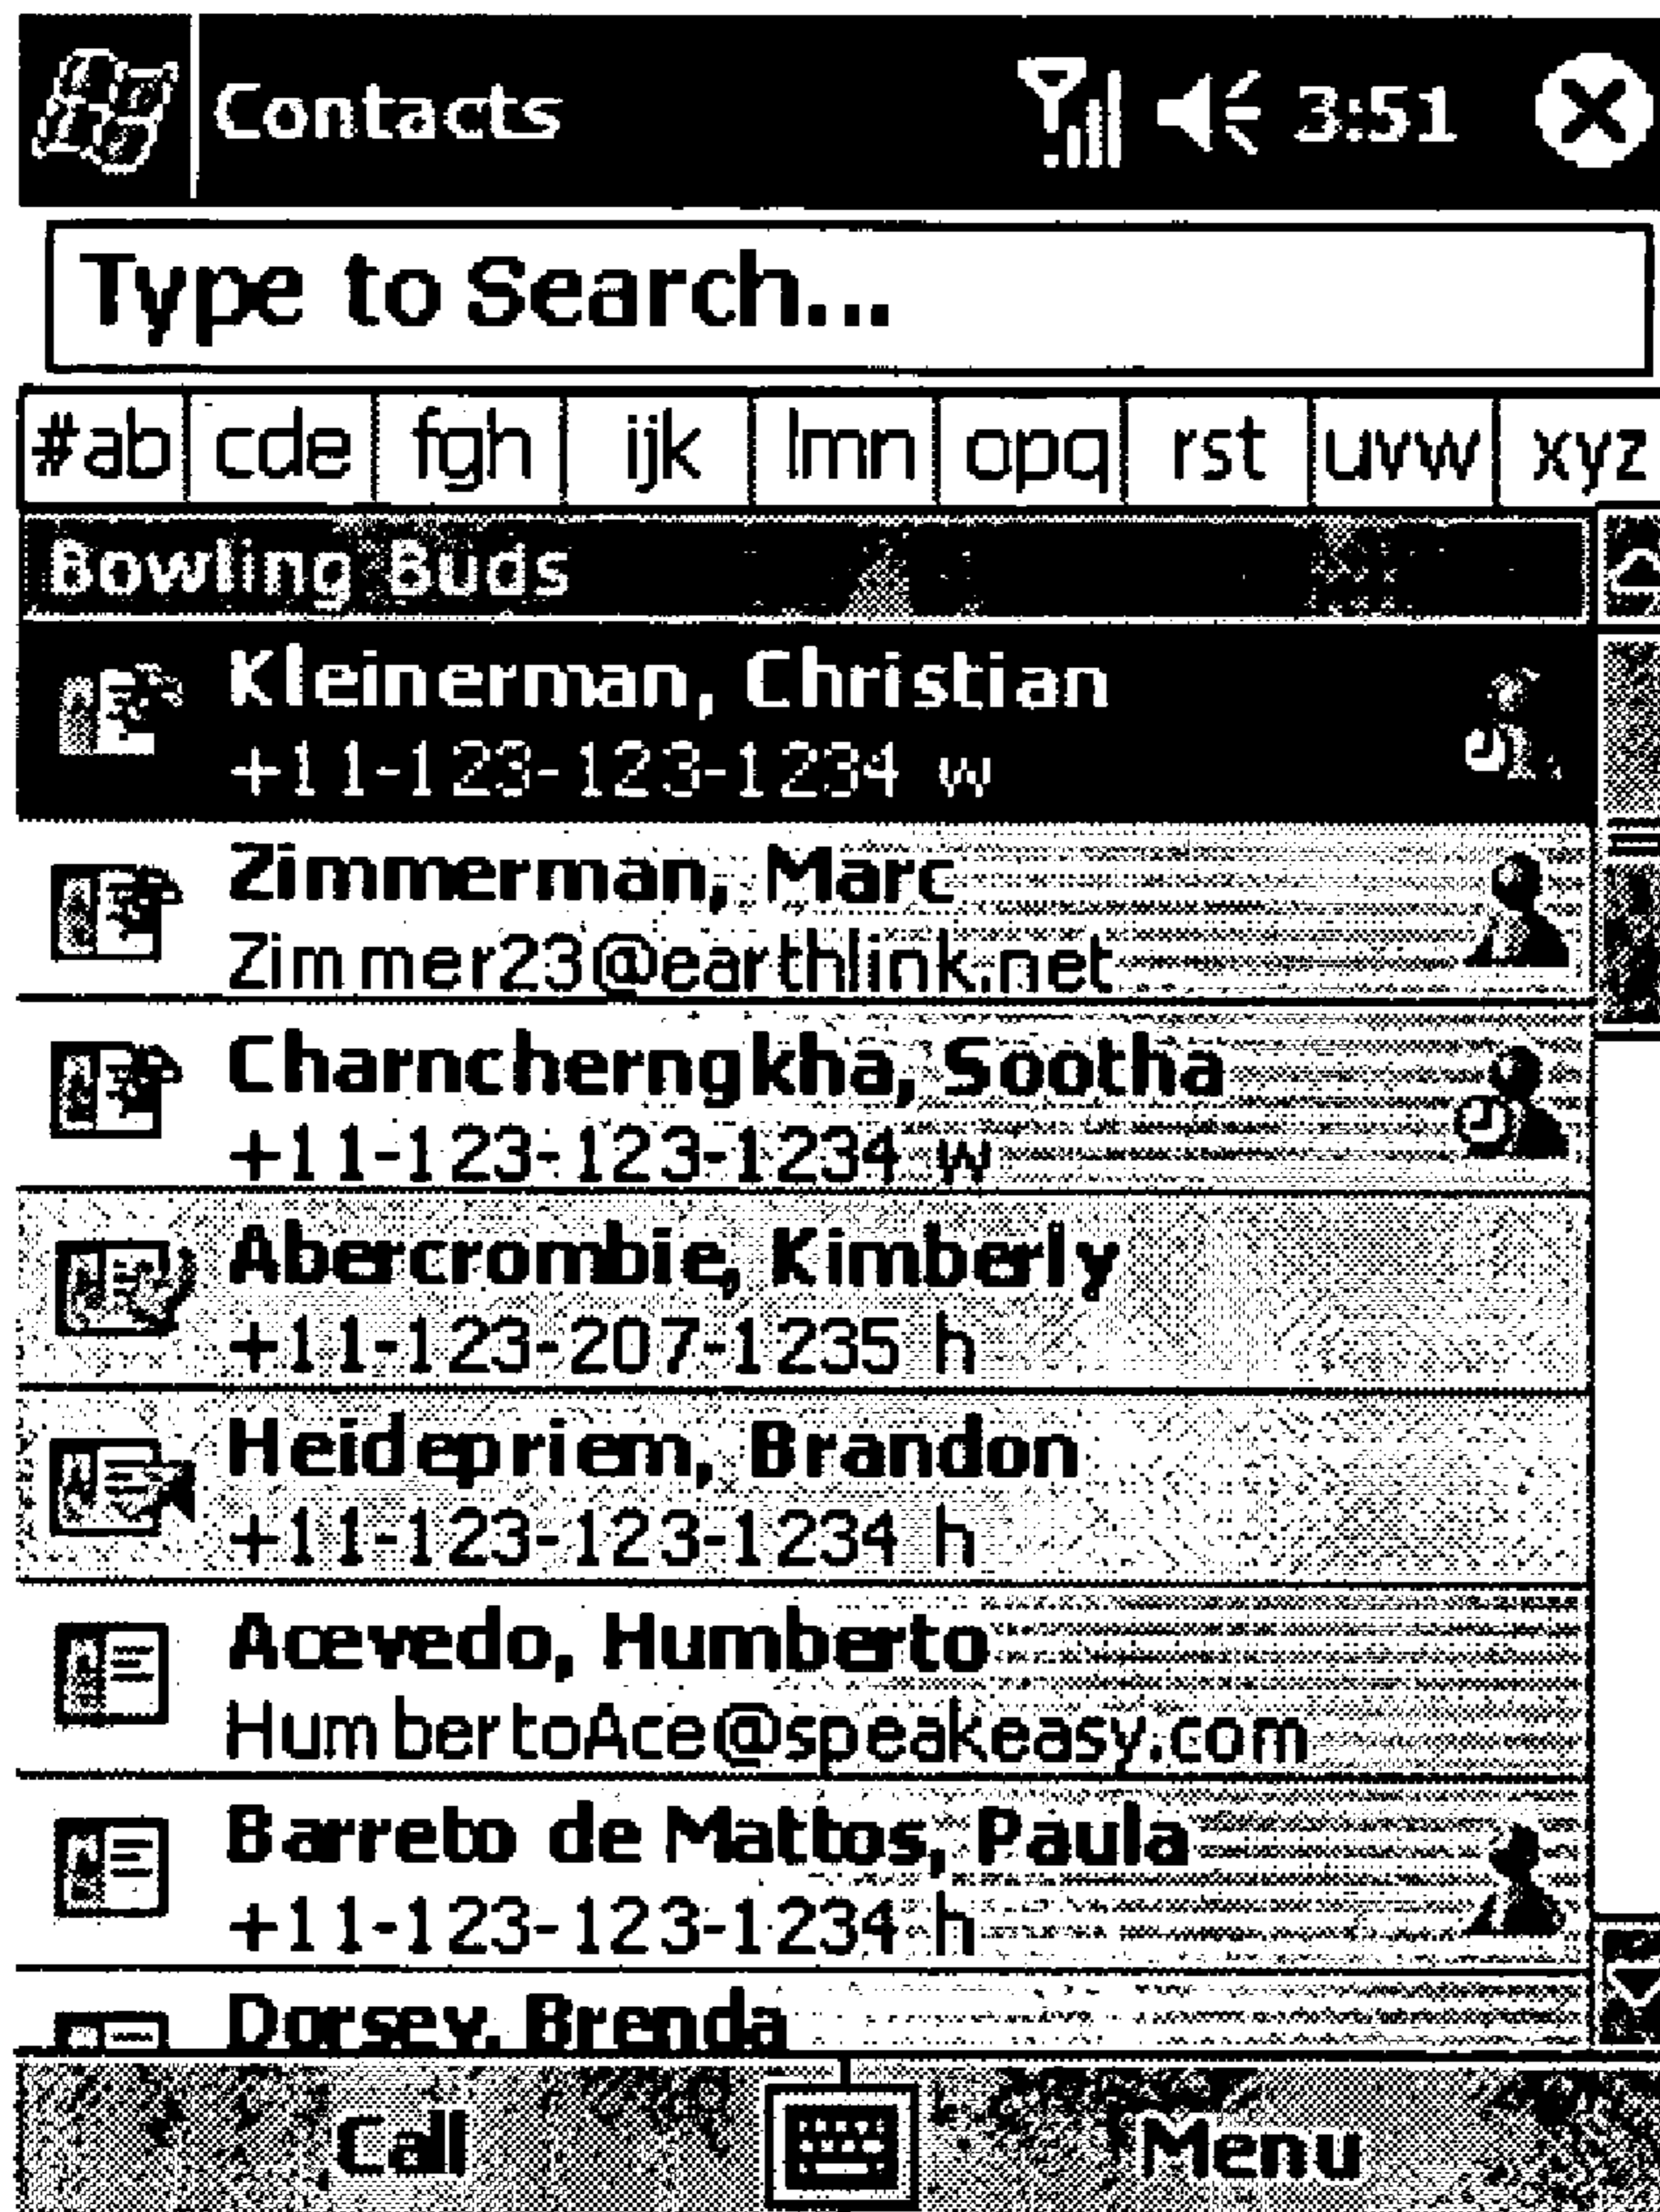 Contacts 3:51
Type to Search...
#ab cde fgh ijk lmn opq rst uvw xyz
Bowling Buds
Kleinerman, Christian
+11-123-123-1234 w
Zimmerman, Marc
Zimmer23@earthlink.net
Charncherngkha, Sootha
+11-123-123-1234 w
Abercrombie, Kimberly
+11-123-207-1235 h
Heidepriem, Brandon
+11-123-123-1234 h
Acevedo, Humberto
HumbertoAce@speakeasy.com
Barreto de Mattos, Paula
+11-123-123-1234 h
Dorsey, Brenda
Call Menu